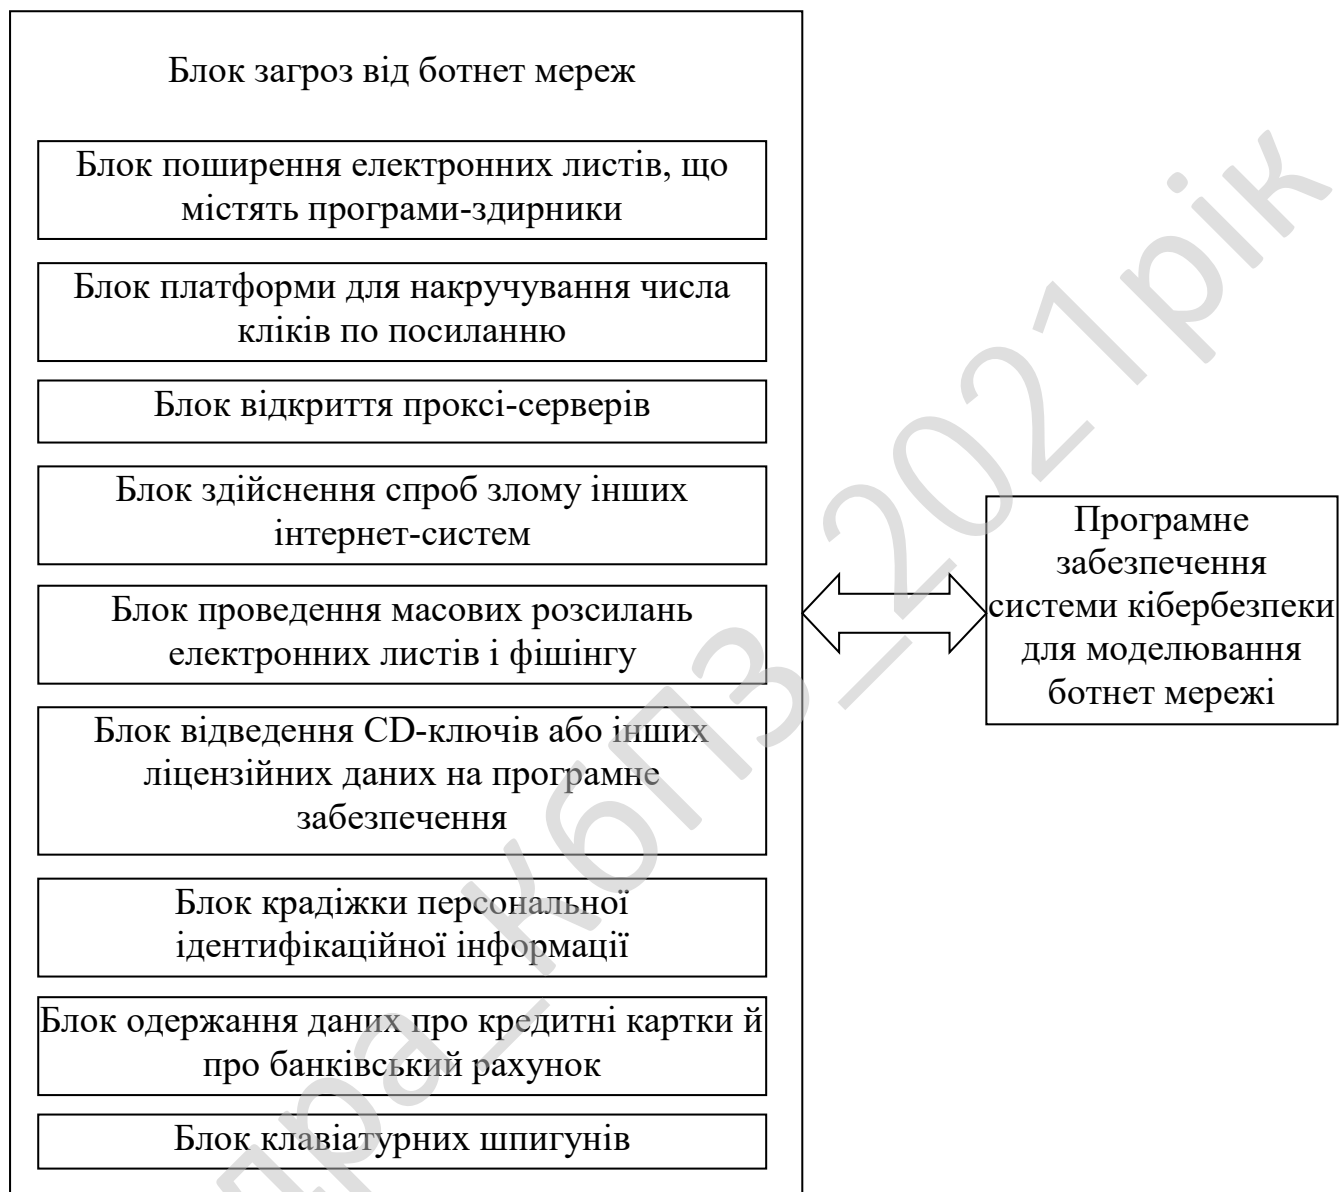 Блок загроз від ботнет мереж
Блок поширення електронних листів, що
містять програми-здирники
Блок платформи для накручування числа
кліків по посиланню
Блок відкриття проксі-серверів
Блок здійснення спроб злому інших
інтернет-систем
Блок проведення масових розсилань
електронних листів і фішінгу
Блок відведення CD-ключів або інших
ліцензійних даних на програмне
забезпечення
Блок крадіжки персональної
ідентифікаційної інформації
Блок одержання даних про кредитні картки й
про банківський рахунок
Блок клавіатурних шпигунів
Програмне
забезпечення
системи кібербезпеки
для моделювання
ботнет мережі
дра_КбПЗ_2021рік